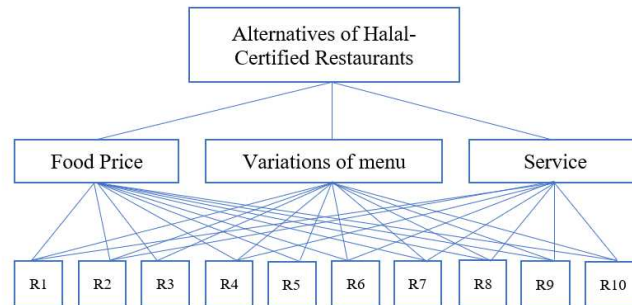 Alternatives of Halal-
Certified Restaurants
Food Price
Variations of menu
Service
R1
R2
R3
R4
R5
R6
R7
R8
R9
R10